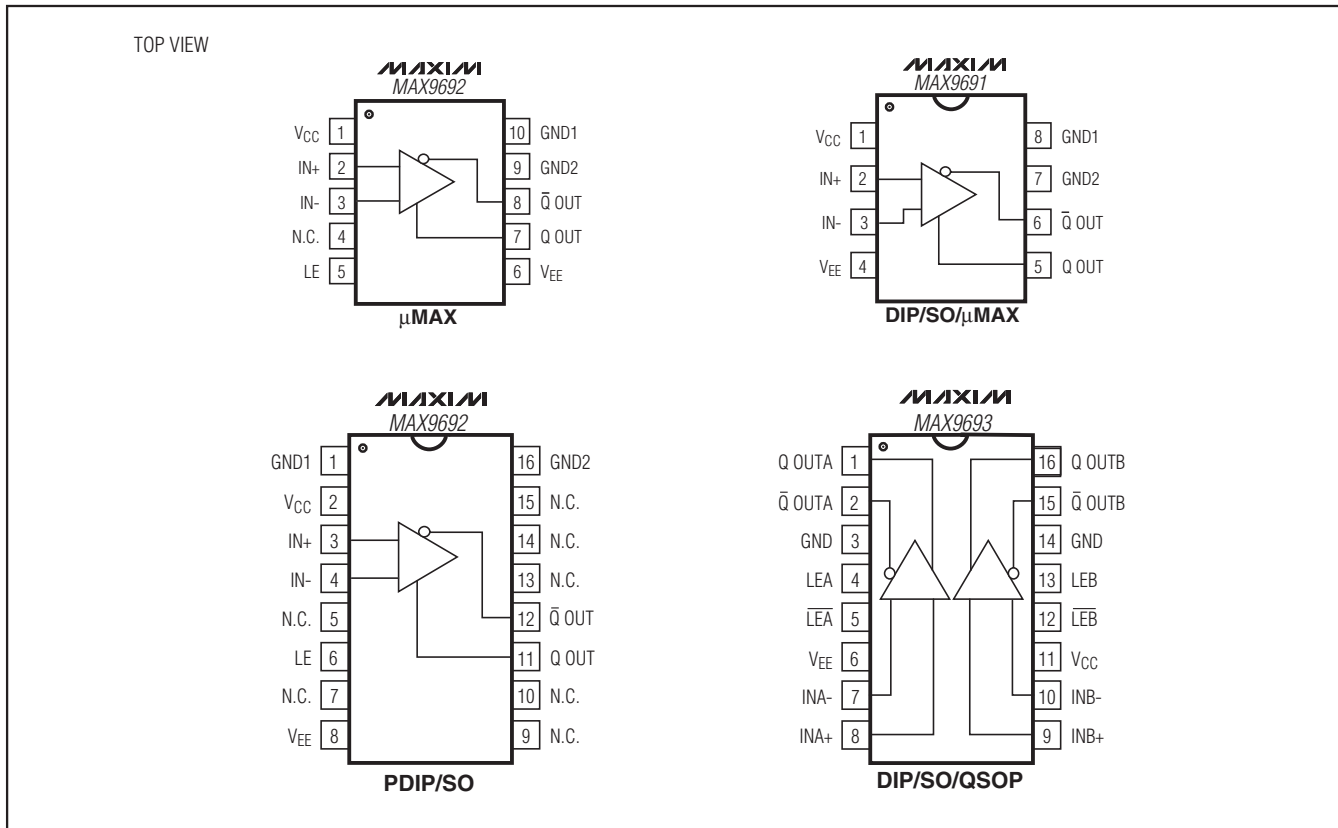 TOP VIEW
MAXIM
MAX9692
VCC 1
IN+ 2
IN- 3
N.C. 4
LE 5
10 GND1
9 GND2
8 Q̅ OUT
7 Q OUT
6 VEE
µMAX
MAXIM
MAX9691
VCC 1
IN+ 2
IN- 3
VEE 4
8 GND1
7 GND2
6 Q̅ OUT
5 Q OUT
DIP/SO/µMAX
MAXIM
MAX9692
GND1 1
VCC 2
IN+ 3
IN- 4
N.C. 5
LE 6
N.C. 7
VEE 8
16 GND2
15 N.C.
14 N.C.
13 N.C.
12 Q̅ OUT
11 Q OUT
10 N.C.
9 N.C.
PDIP/SO
MAXIM
MAX9693
Q OUTA 1
Q̅ OUTA 2
GND 3
LEA 4
L̅E̅A̅ 5
VEE 6
INA- 7
INA+ 8
16 Q OUTB
15 Q̅ OUTB
14 GND
13 LEB
12 L̅E̅B̅
11 VCC
10 INB-
9 INB+
DIP/SO/QSOP